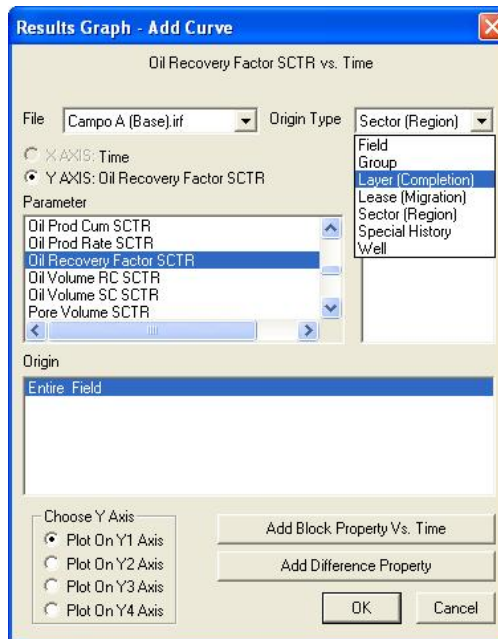 Results Graph - Add Curve
Oil Recovery Factor SCTR vs. Time
File Campo A (Base).irf Origin Type Sector (Region)
X AXIS: Time
Y AXIS: Oil Recovery Factor SCTR
Field
Group
Layer (Completion)
Lease (Migration)
Sector (Region)
Special History
Well
Parameter
Oil Prod Cum SCTR
Oil Prod Rate SCTR
Oil Recovery Factor SCTR
Oil Volume RC SCTR
Oil Volume SC SCTR
Pore Volume SCTR
Origin
Entire Field
Choose Y Axis
Plot On Y1 Axis
Plot On Y2 Axis
Plot On Y3 Axis
Plot On Y4 Axis
Add Block Property Vs. Time
Add Difference Property
OK Cancel